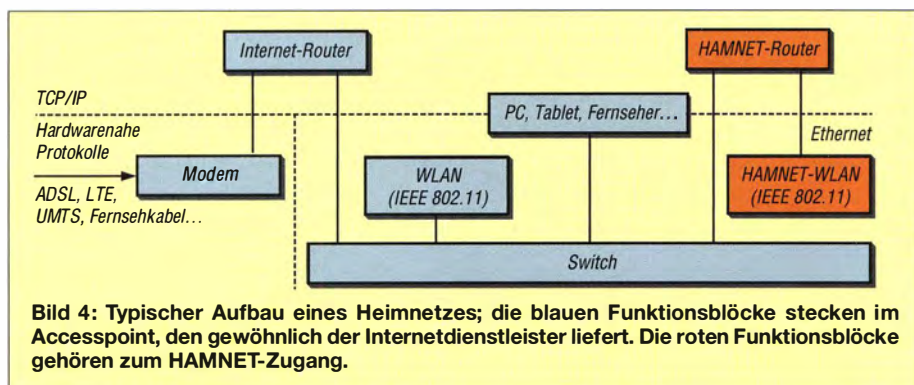 Internet-Router
HAMNET-Router
TCP/IP
PC, Tablet, Fernseher...
Hardwarenahe
Protokolle
Ethernet
Modem
WLAN
(IEEE 802.11)
HAMNET-WLAN
(IEEE 802.11)
ADSL, LTE,
UMTS, Fernsehkabel...
Switch
Bild 4: Typischer Aufbau eines Heimnetzes; die blauen Funktionsblöcke stecken im
Accesspoint, den gewöhnlich der Internetdienstleister liefert. Die roten Funktionsblöcke
gehören zum HAMNET-Zugang.